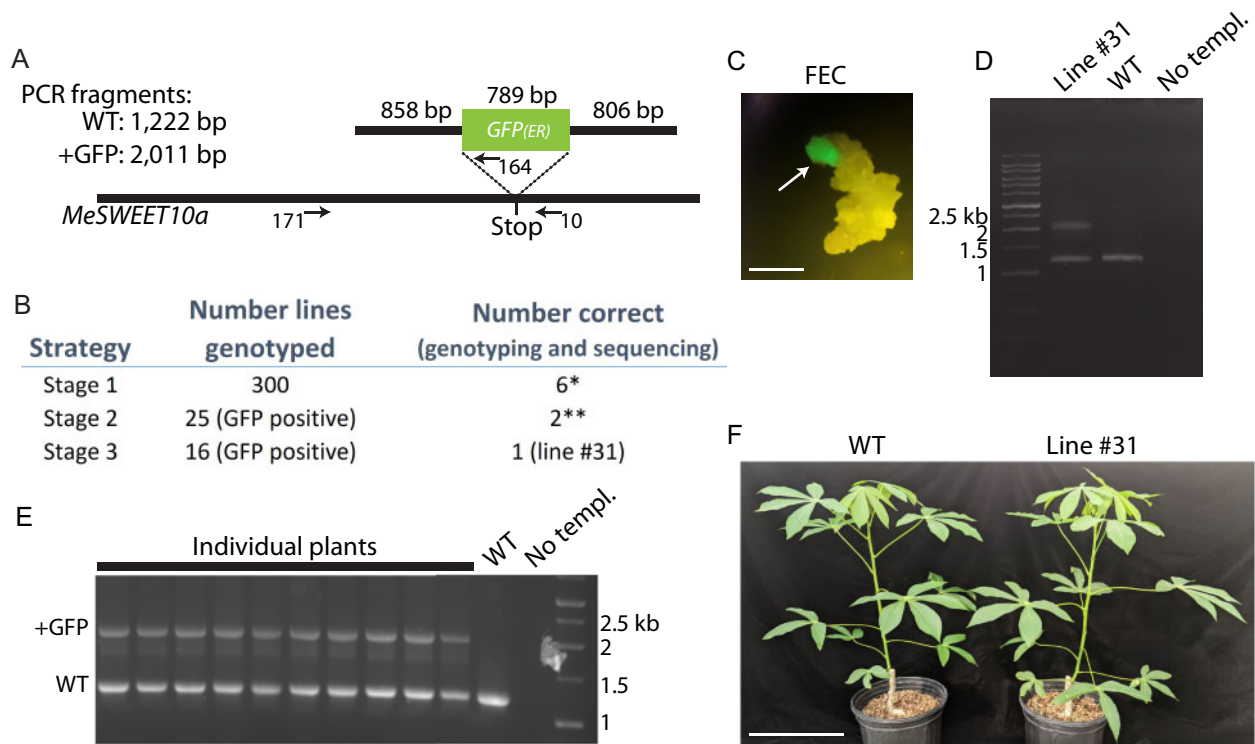 A
PCR fragments:
WT: 1,222 bp
+GFP: 2,011 bp
858 bp
789 bp
806 bp
GFP(ER)
164
MeSWEET10a
171
Stop
10
B
Strategy
Number lines genotyped
Number correct (genotyping and sequencing)
Stage 1 300 6*
Stage 2 25 (GFP positive) 2**
Stage 3 16 (GFP positive) 1 (line #31)
C
FEC
D
Line #31
WT
No templ.
2.5 kb
2
1.5
1
E
Individual plants
WT
No templ.
+GFP
WT
2.5 kb
2
1.5
1
F
WT
Line #31